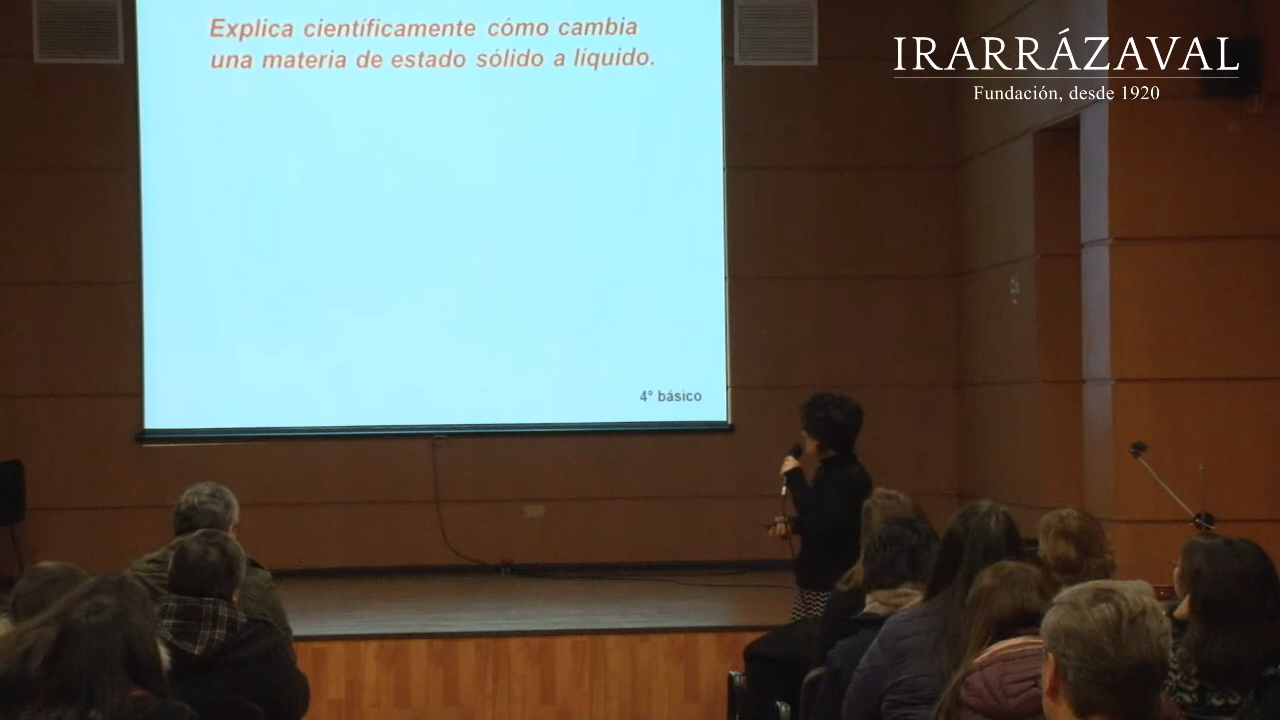 Explica científicamente cómo cambia
una materia de estado sólido a líquido.
4° básico
IRARRÁZAVAL
Fundación, desde 1920